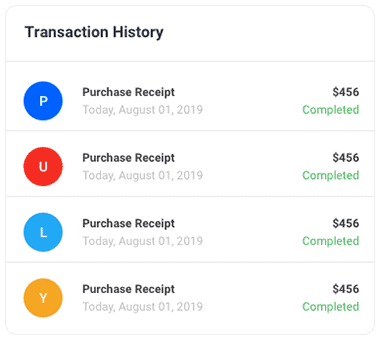 Transaction History
P Purchase Receipt $456
Today, August 01, 2019 Completed
U Purchase Receipt $456
Today, August 01, 2019 Completed
L Purchase Receipt $456
Today, August 01, 2019 Completed
Y Purchase Receipt $456
Today, August 01, 2019 Completed